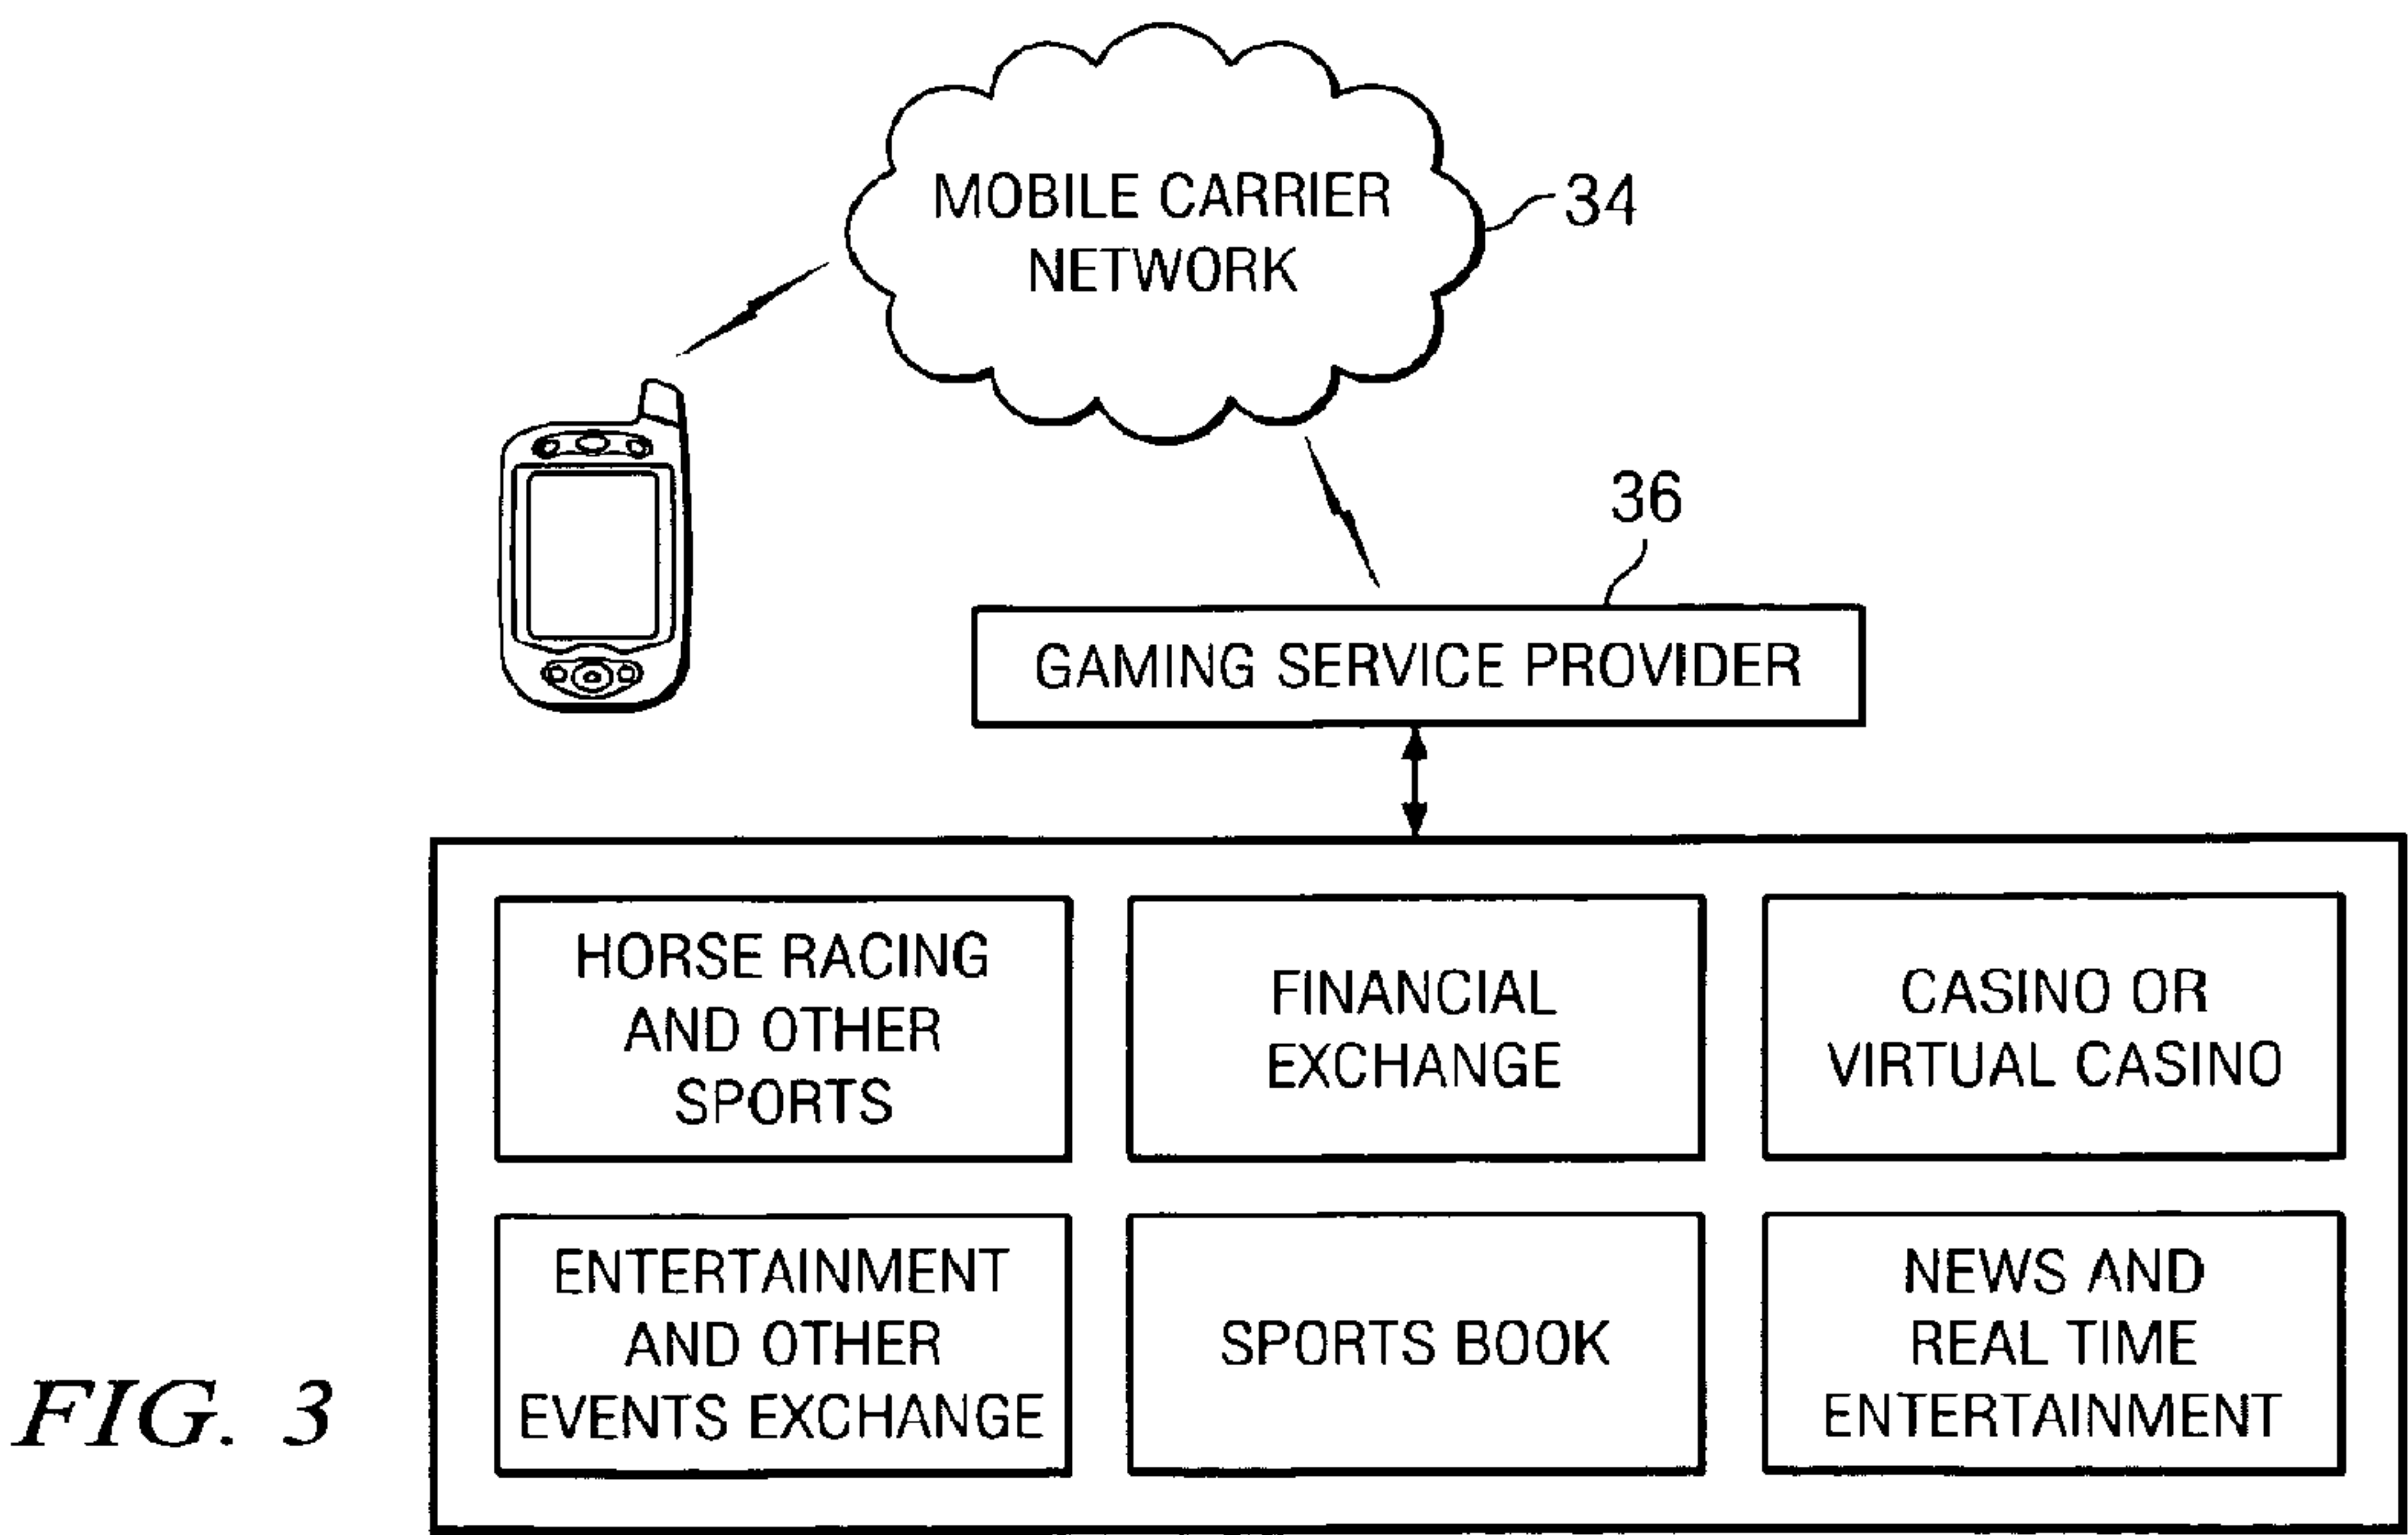 MOBILE CARRIER
NETWORK
34
36
GAMING SERVICE PROVIDER
HORSE RACING
AND OTHER
SPORTS
FINANCIAL
EXCHANGE
CASINO OR
VIRTUAL CASINO
ENTERTAINMENT
AND OTHER
EVENTS EXCHANGE
SPORTS BOOK
NEWS AND
REAL TIME
ENTERTAINMENT
FIG. 3